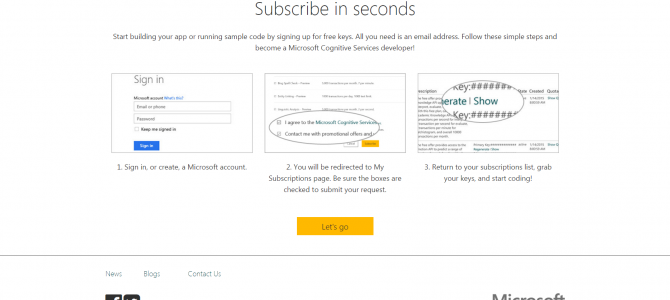 Subscribe in seconds
Start building your app or running sample code by signing up for free keys. All you need is an email address. Follow these simple steps and
become a Microsoft Cognitive Services developer!
Sign in
Microsoft account What's this?
Email or phone
Password
Keep me signed in
Sign in
I agree to the Microsoft Cognitive Services...
Contact me with promotional offers and
Key:#######
erate | Show
Key:#######
Created
Quota
1. Sign in, or create, a Microsoft account.
2. You will be redirected to My
Subscriptions page. Be sure the boxes are
checked to submit your request.
3. Return to your subscriptions list, grab
your keys, and start coding!
Let's go
News
Blogs
Contact Us
Microsoft